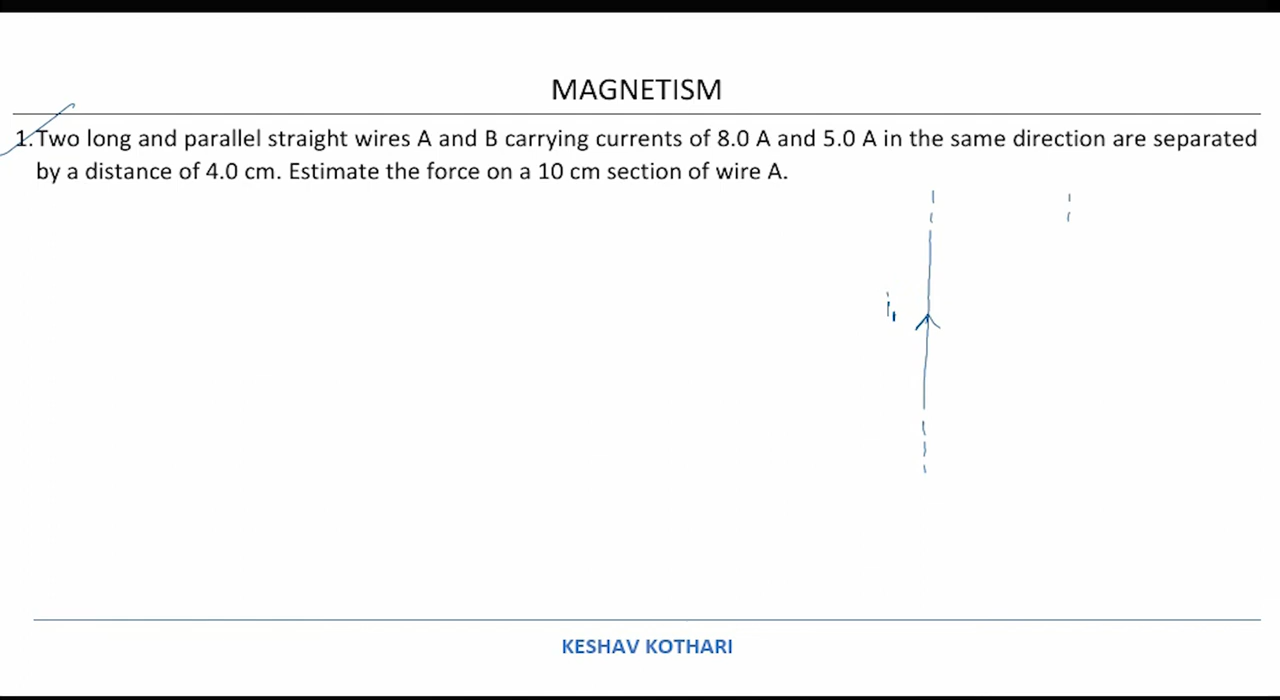 MAGNETISM
1. Two long and parallel straight wires A and B carrying currents of 8.0 A and 5.0 A in the same direction are separated
by a distance of 4.0 cm. Estimate the force on a 10 cm section of wire A.
i₁
KESHAV KOTHARI